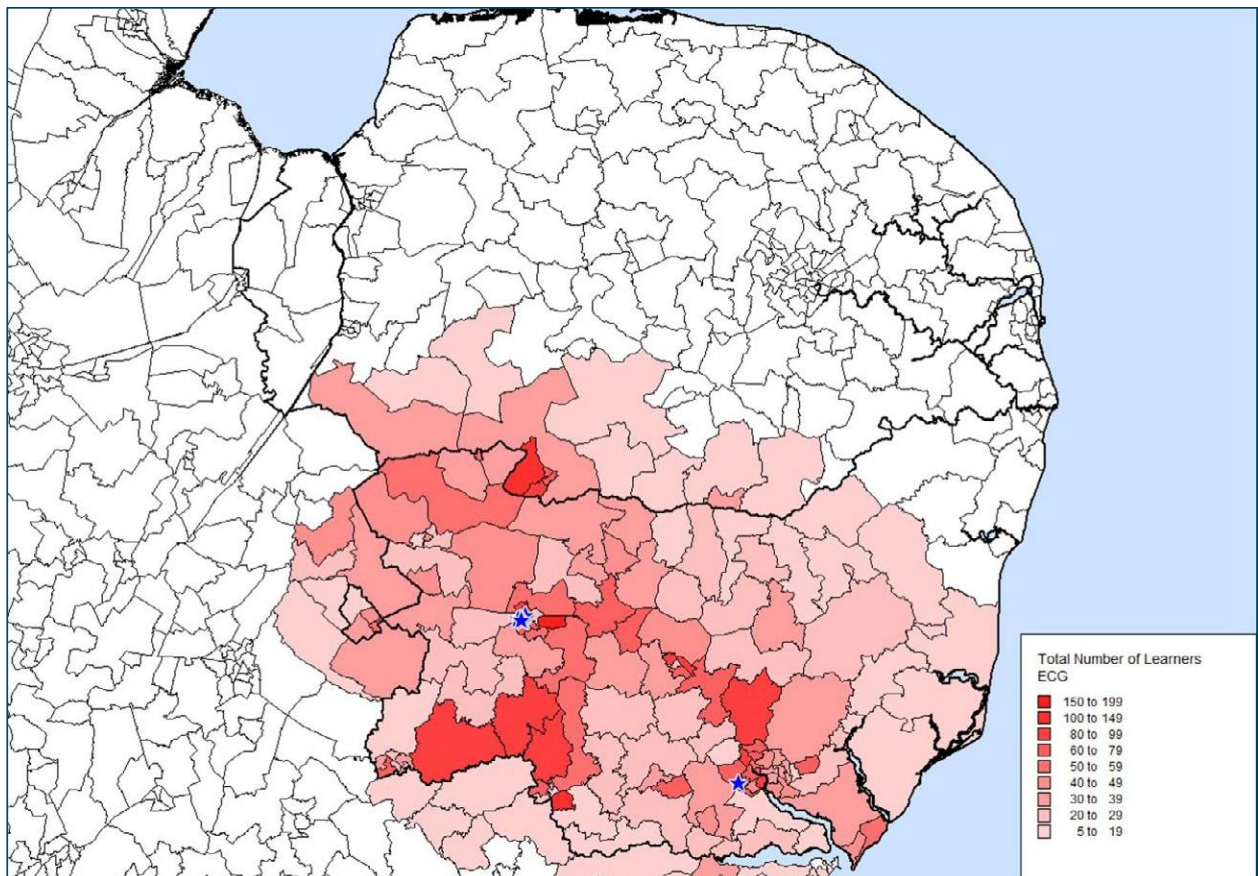 Total Number of Learners
ECG
150 to 199
100 to 149
80 to 99
60 to 79
50 to 59
40 to 49
30 to 39
20 to 29
5 to 19